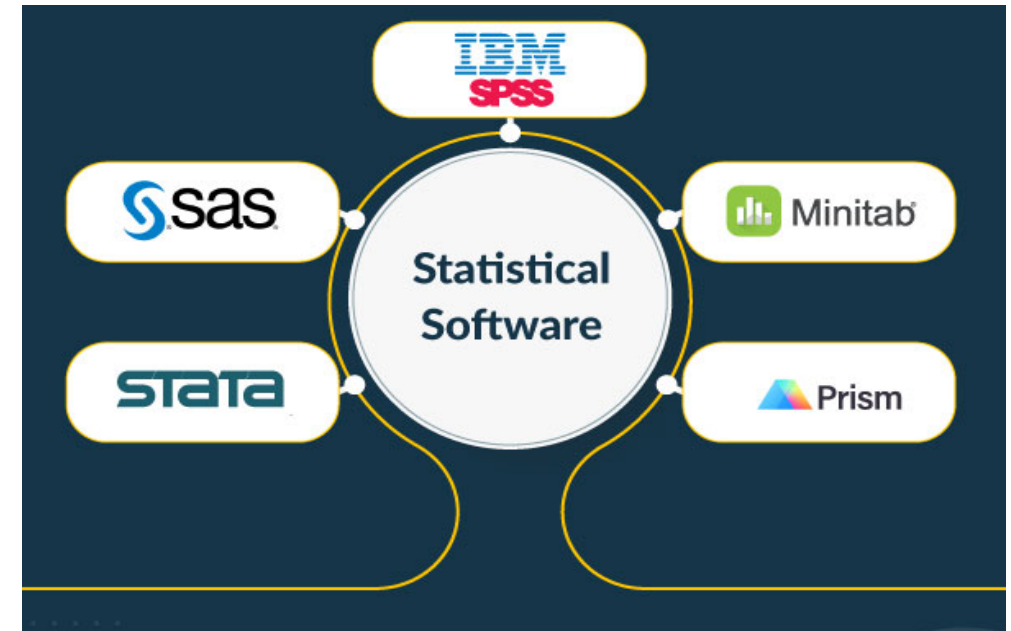 IBM
SPSS
sas
Minitab
Statistical
Software
STaTa
Prism